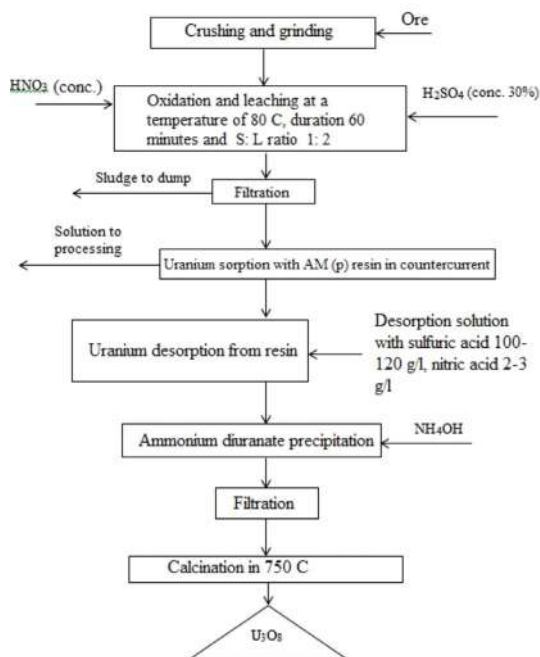 Crushing and grinding
Ore
HNO₃ (conc.)
Oxidation and leaching at a
temperature of 80 C, duration 60
minutes and S: L ratio 1: 2
H₂SO₄ (conc. 30%)
Sludge to dump
Filtration
Solution to
processing
Uranium sorption with AM (p) resin in countercurrent
Uranium desorption from resin
Desorption solution
with sulfuric acid 100-
120 g/l, nitric acid 2-3
g/l
Ammonium diuranate precipitation
NH₄OH
Filtration
Calcination in 750 C
U₃O₈